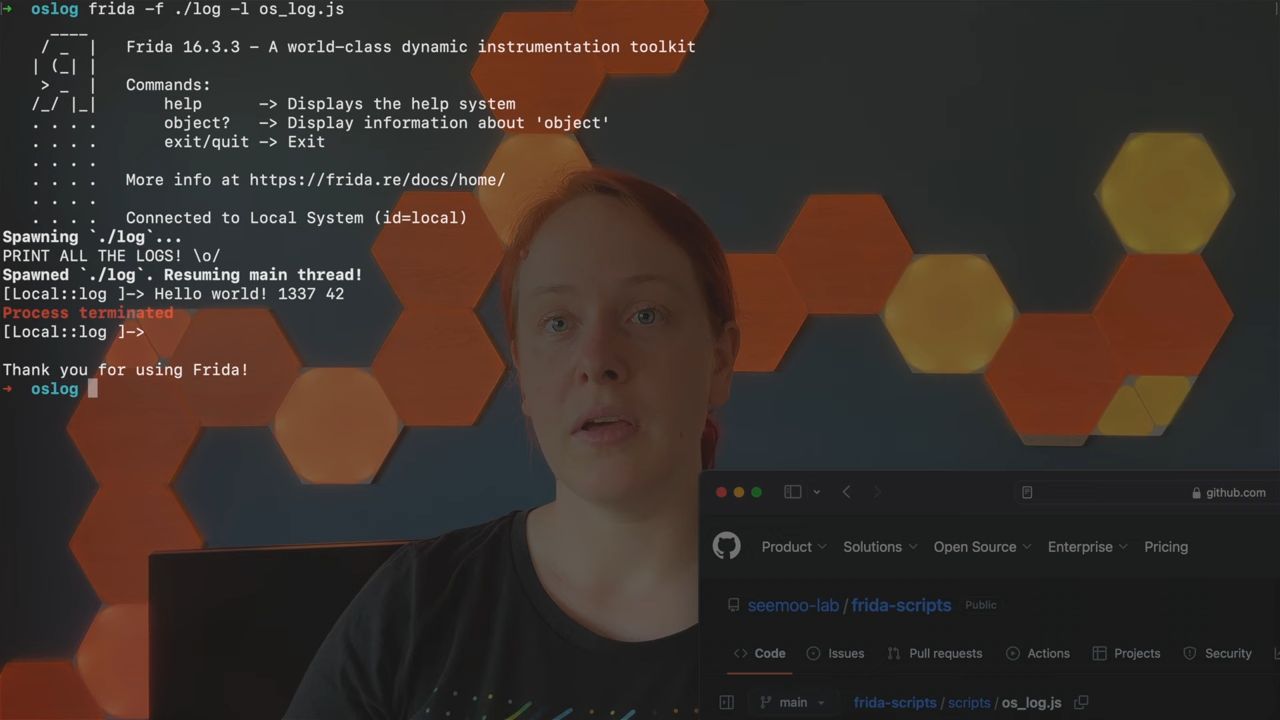 → oslog frida -f ./log -l os_log.js
____
/ _ | Frida 16.3.3 - A world-class dynamic instrumentation toolkit
| (_| |
> _ | Commands:
/_/ |_| help -> Displays the help system
. . . . object? -> Display information about 'object'
. . . . exit/quit -> Exit
. . . .
. . . . More info at https://frida.re/docs/home/
. . . .
. . . . Connected to Local System (id=local)
Spawning `./log`...
PRINT ALL THE LOGS! \o/
Spawned `./log`. Resuming main thread!
[Local::log ]-> Hello world! 1337 42
Process terminated
[Local::log ]->
Thank you for using Frida!
→ oslog
github.com
Product Solutions Open Source Enterprise Pricing
seemoo-lab / frida-scripts Public
<> Code Issues Pull requests Actions Projects Security
main frida-scripts / scripts / os_log.js